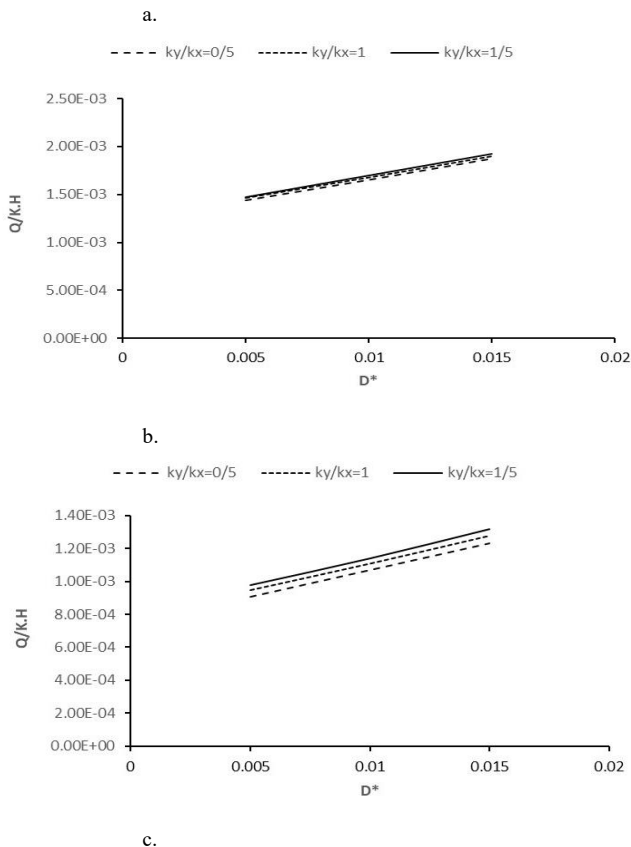 a.
ky/kx=0/5 ky/kx=1 ky/kx=1/5
2.50E-03
2.00E-03
1.50E-03
1.00E-03
5.00E-04
0.00E+00
Q/K.H
0 0.005 0.01 0.015 0.02
D*
b.
ky/kx=0/5 ky/kx=1 ky/kx=1/5
1.40E-03
1.20E-03
1.00E-03
8.00E-04
6.00E-04
4.00E-04
2.00E-04
0.00E+00
Q/K.H
0 0.005 0.01 0.015 0.02
D*
c.